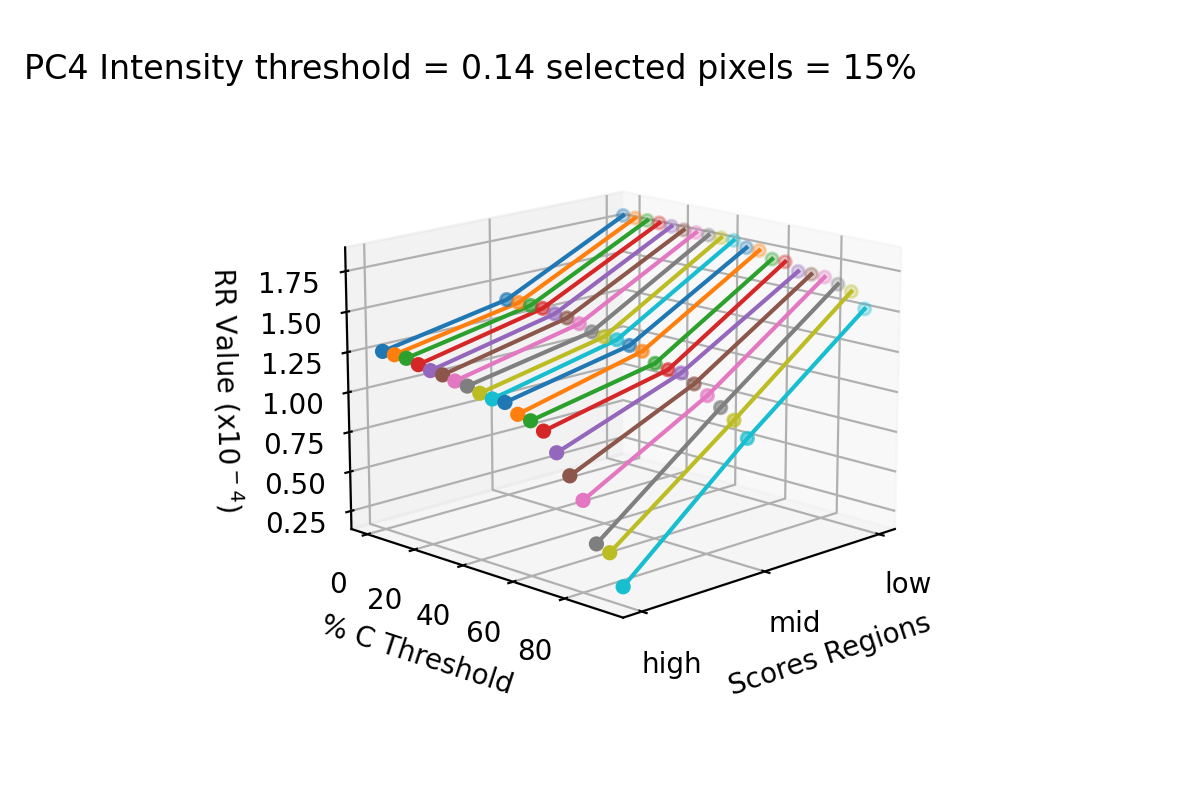 PC4 Intensity threshold = 0.14 selected pixels = 15%
RR Value (x10⁻⁴)
1.75
1.50
1.25
1.00
0.75
0.50
0.25
0
20
40
60
80
% C Threshold
high
mid
low
Scores Regions